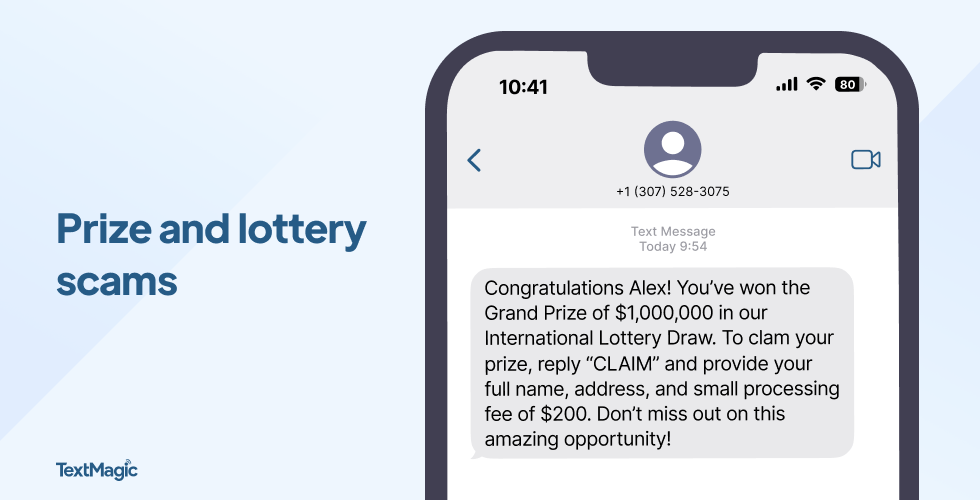 Prize and lottery
scams
TextMagic
10:41
80
+1 (307) 528-3075
Text Message
Today 9:54
Congratulations Alex! You’ve won the
Grand Prize of $1,000,000 in our
International Lottery Draw. To clam your
prize, reply “CLAIM” and provide your
full name, address, and small processing
fee of $200. Don’t miss out on this
amazing opportunity!